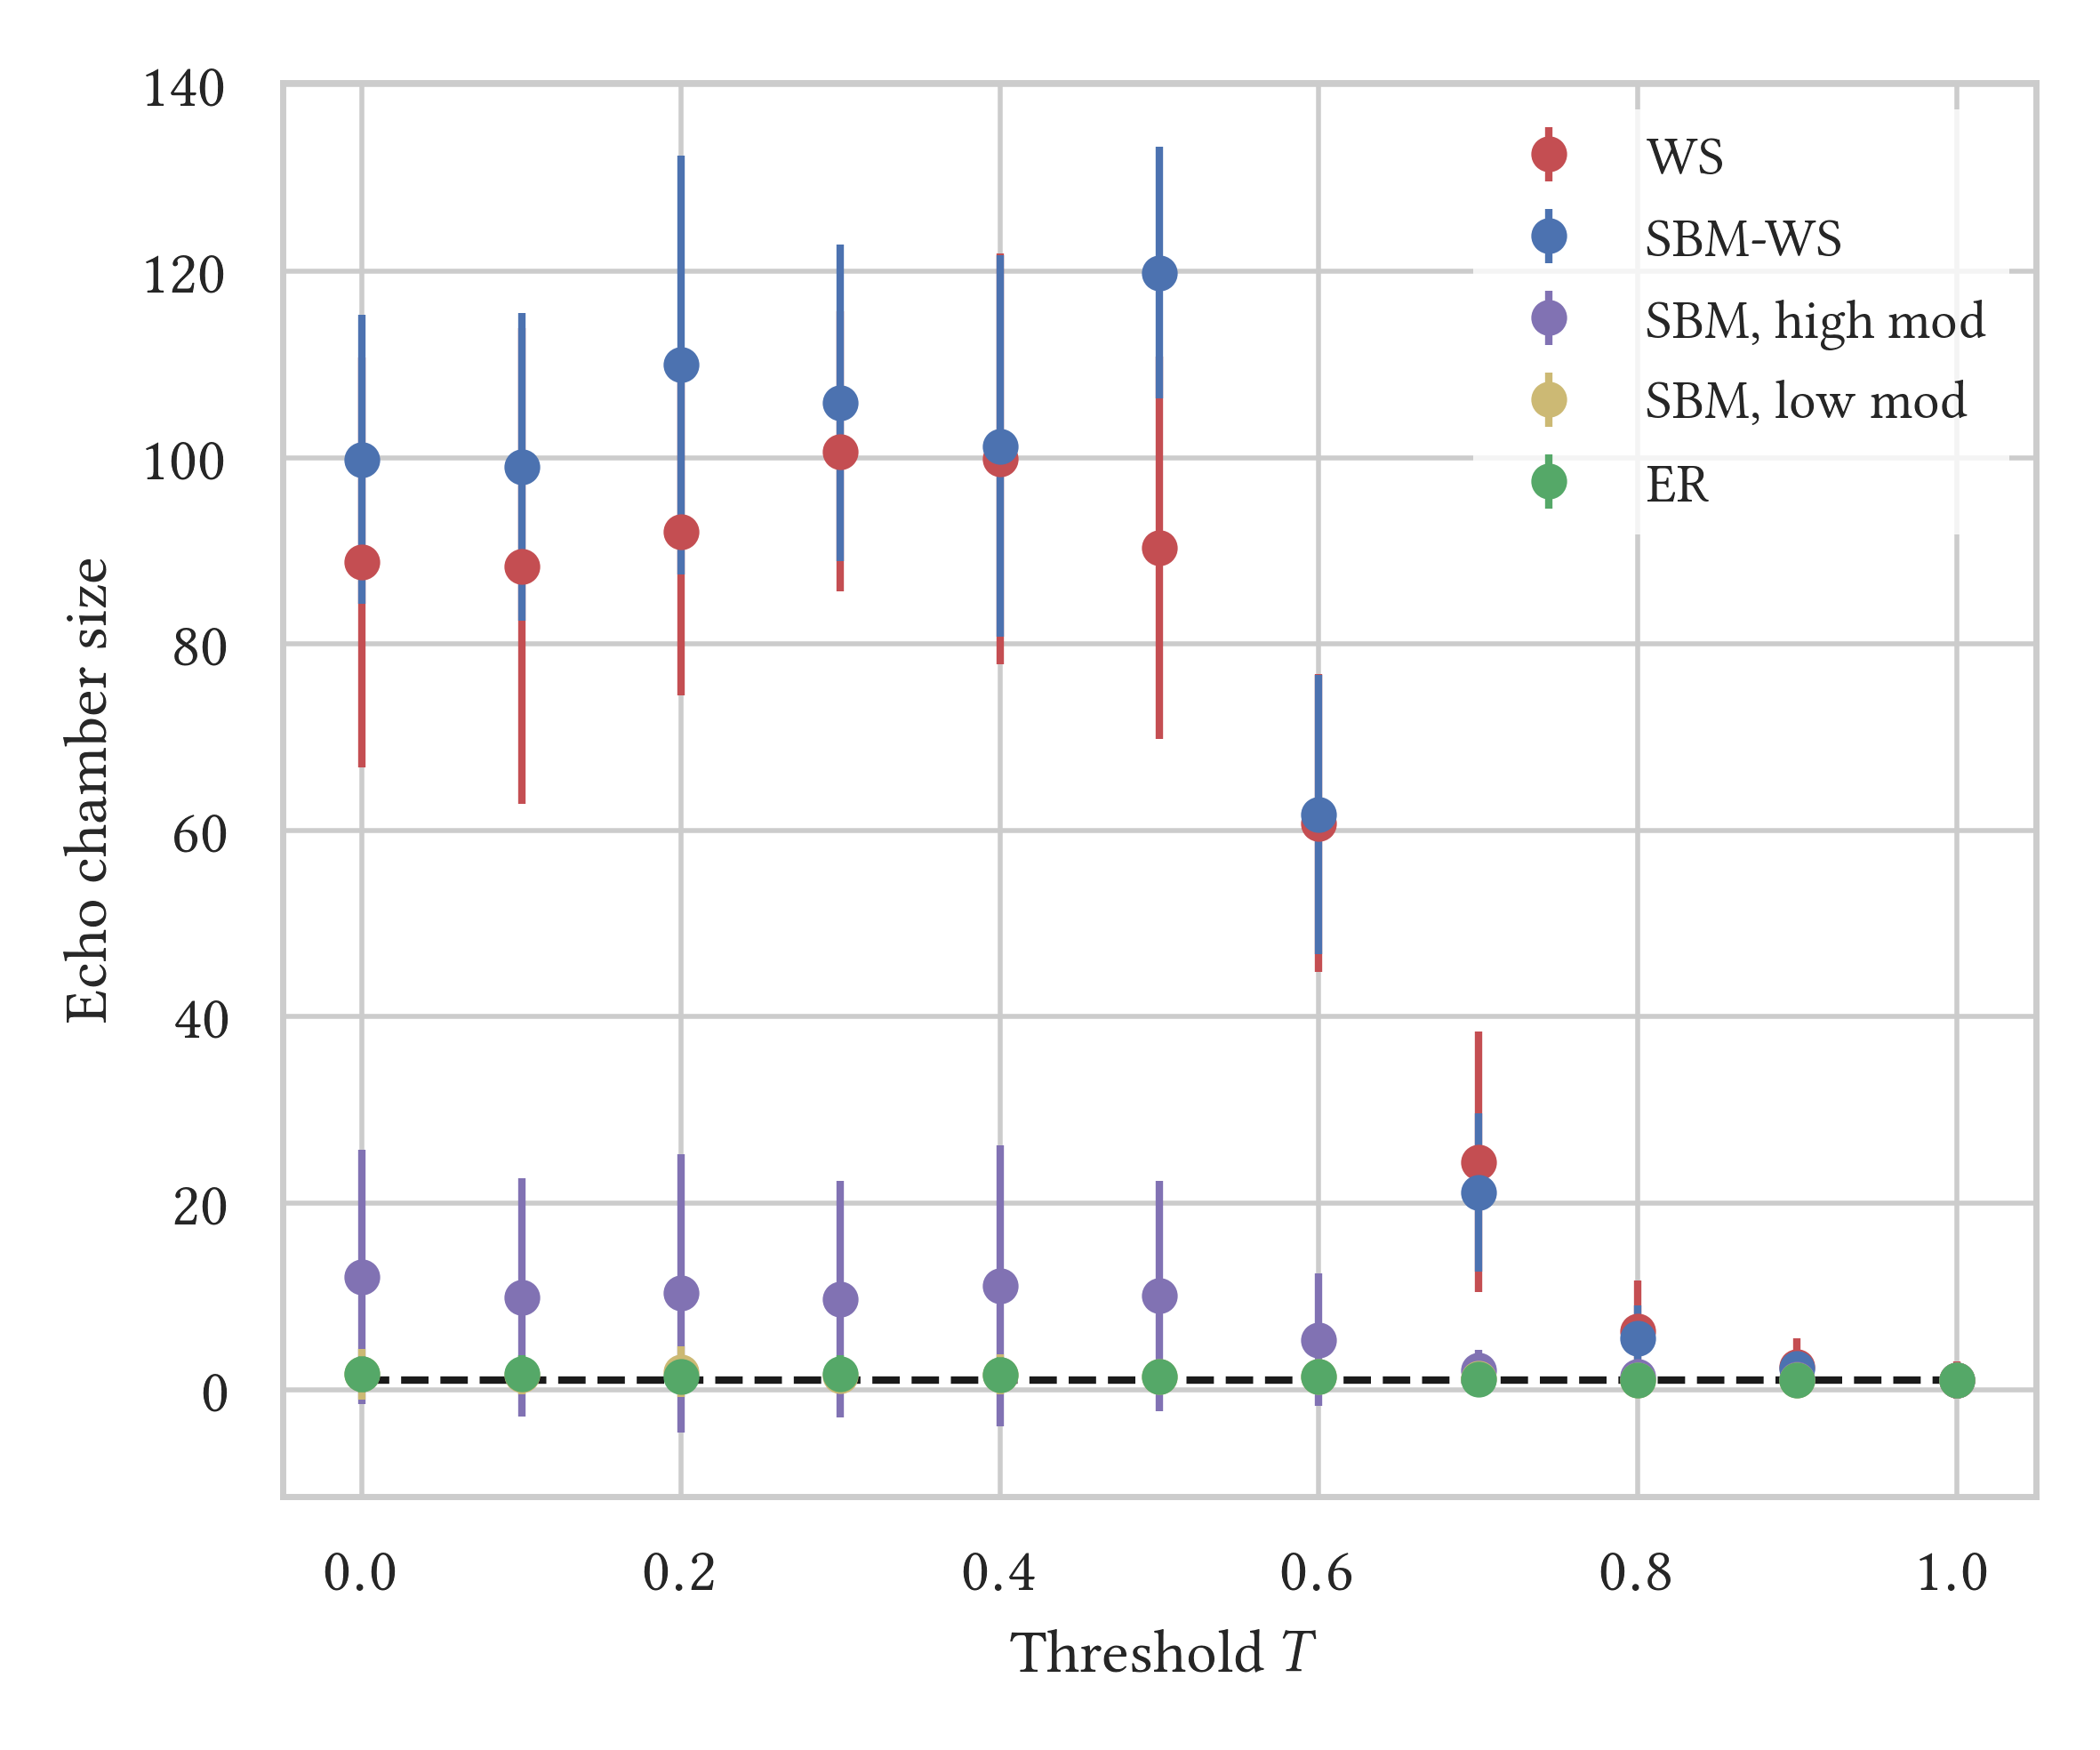 140
120
100
80
60
40
20
0
Echo chamber size
WS
SBM-WS
SBM, high mod
SBM, low mod
ER
0.0 0.2 0.4 0.6 0.8 1.0
Threshold T